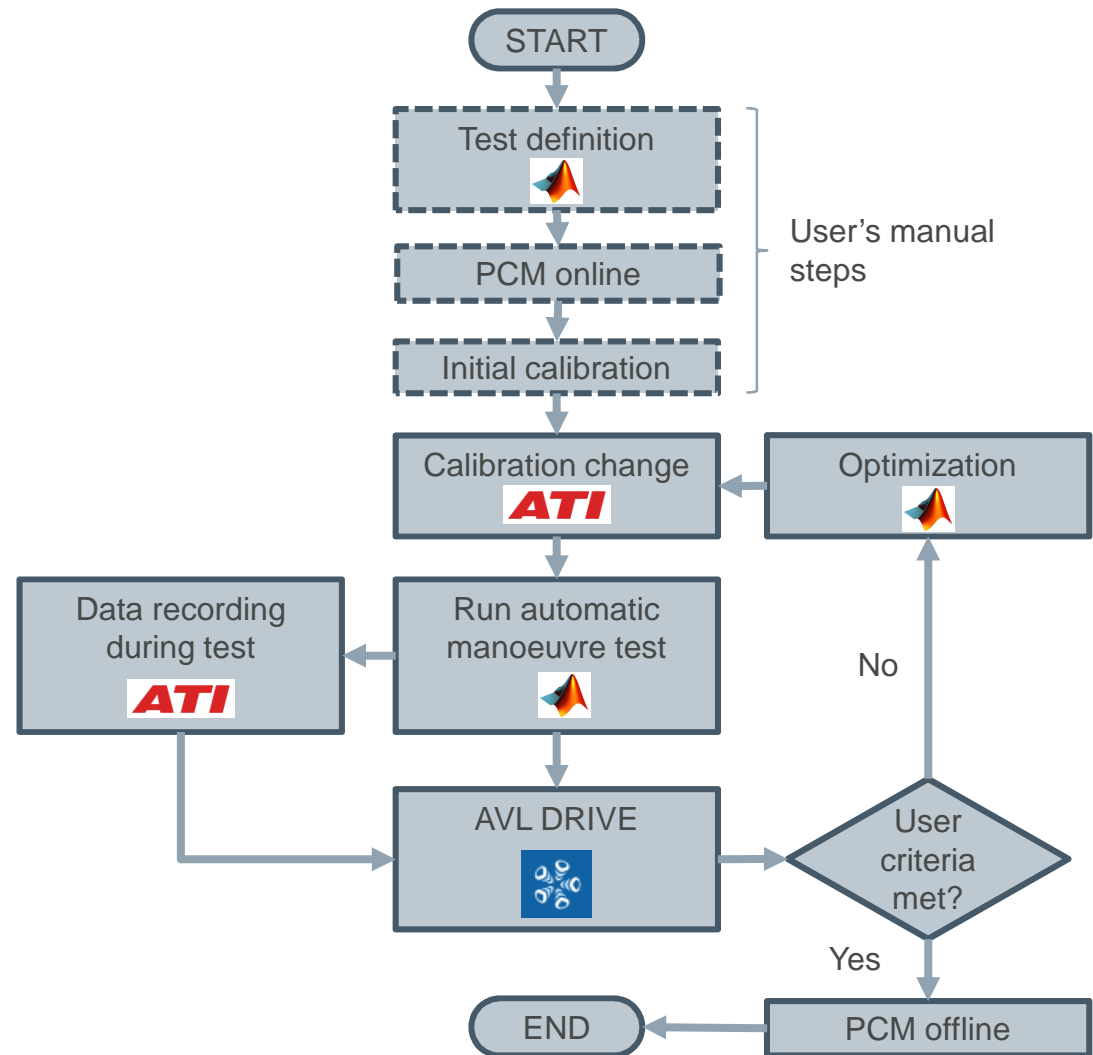 START
Test definition
User's manual
steps
PCM online
Initial calibration
Calibration change
ATI
Optimization
Data recording
during test
ATI
Run automatic
manoeuvre test
No
AVL DRIVE
User
criteria
met?
Yes
END
PCM offline